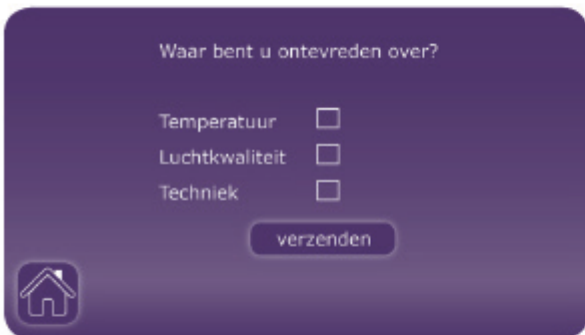 Waar bent u ontevreden over?
Temperatuur
Luchtkwaliteit
Techniek
verzenden